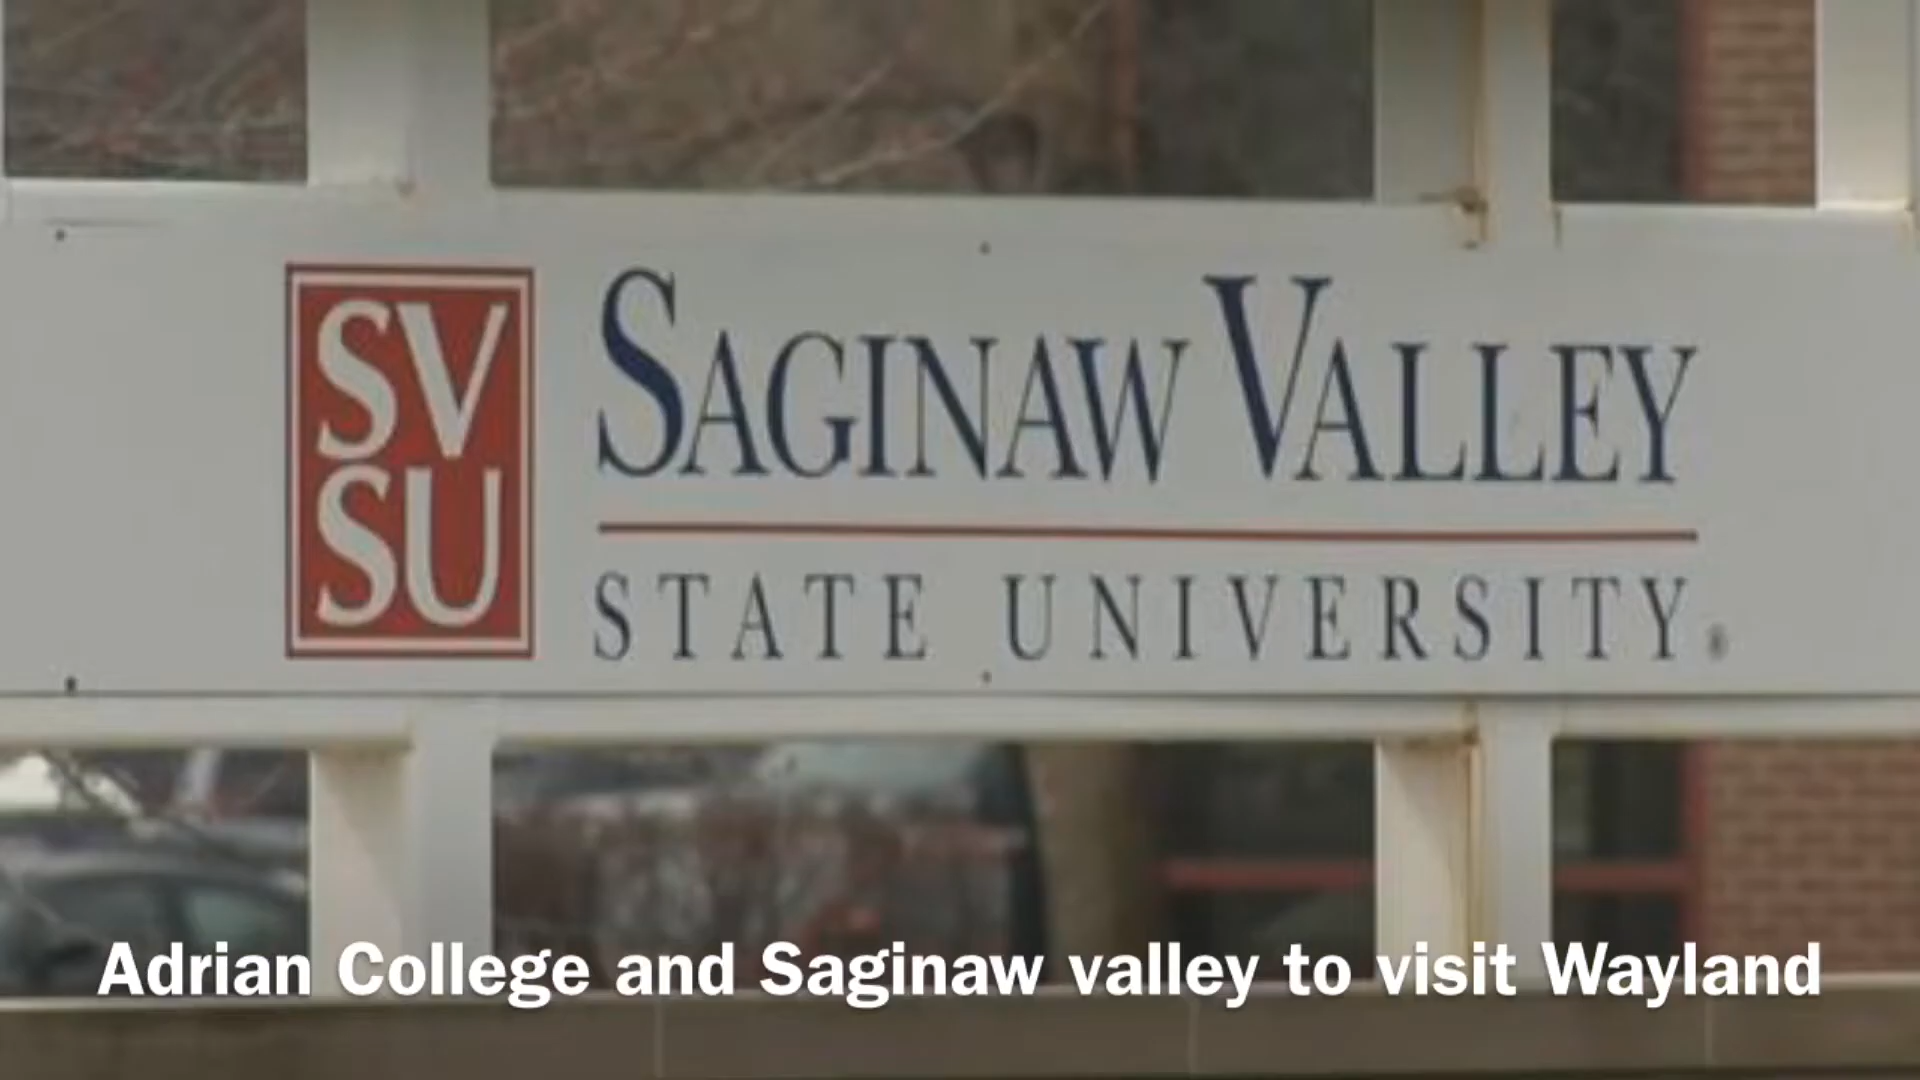 SV
SU
SAGINAW VALLEY
STATE UNIVERSITY®
Adrian College and Saginaw valley to visit Wayland